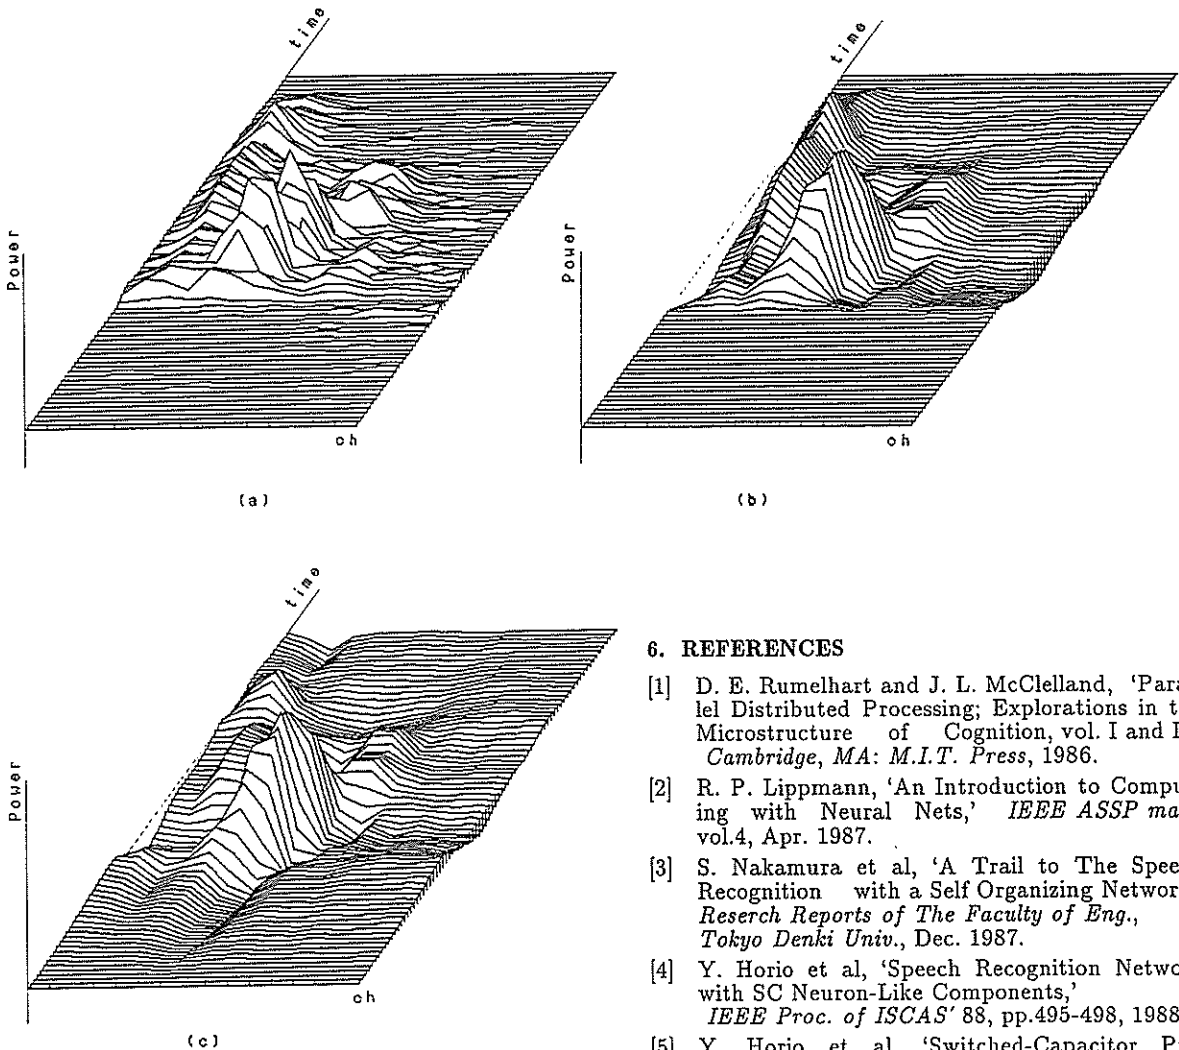 time
Power
ch
(a)
time
Power
ch
(b)
time
Power
ch
(c)
6. REFERENCES
[1] D. E. Rumelhart and J. L. McClelland, ‘Para
lel Distributed Processing; Explorations in t
Microstructure of Cognition, vol. I and
Cambridge, MA: M.I.T. Press, 1986.
[2] R. P. Lippmann, ‘An Introduction to Compu
ing with Neural Nets,’ IEEE ASSP ma
vol.4, Apr. 1987.
[3] S. Nakamura et al, ‘A Trail to The Spee
Recognition with a Self Organizing Networ
Reserch Reports of The Faculty of Eng.,
Tokyo Denki Univ., Dec. 1987.
[4] Y. Horio et al, ‘Speech Recognition Netwo
with SC Neuron-Like Components,’
IEEE Proc. of ISCAS’ 88, pp.495-498, 1988
[5] Y. Horio et al, ‘Switched-Capacitor P